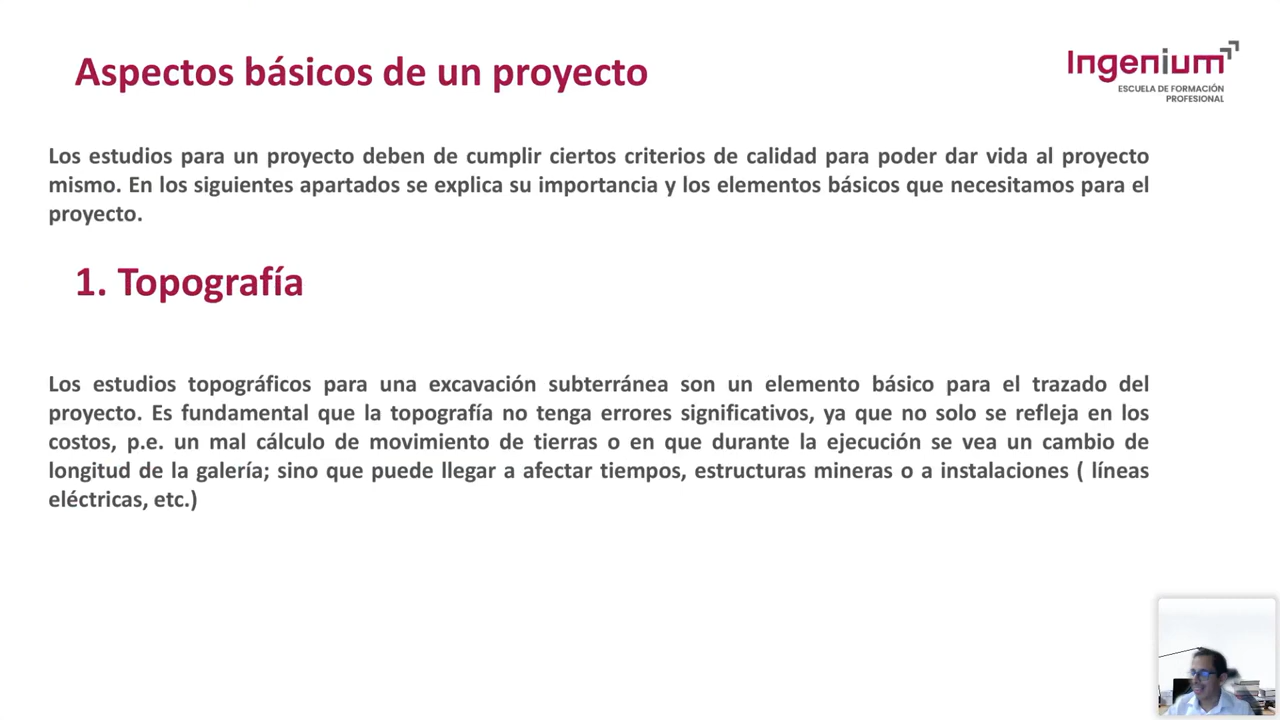 Aspectos básicos de un proyecto
Ingenium
ESCUELA DE FORMACIÓN
PROFESIONAL
Los estudios para un proyecto deben de cumplir ciertos criterios de calidad para poder dar vida al proyecto
mismo. En los siguientes apartados se explica su importancia y los elementos básicos que necesitamos para el
proyecto.
1. Topografía
Los estudios topográficos para una excavación subterránea son un elemento básico para el trazado del
proyecto. Es fundamental que la topografía no tenga errores significativos, ya que no solo se refleja en los
costos, p.e. un mal cálculo de movimiento de tierras o en que durante la ejecución se vea un cambio de
longitud de la galería; sino que puede llegar a afectar tiempos, estructuras mineras o a instalaciones ( líneas
eléctricas, etc.)